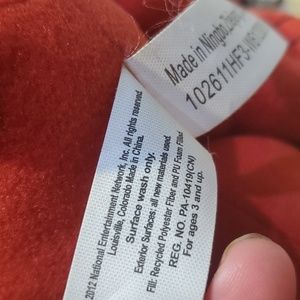 Made in Ningbo,
102611HF3-
2012 National Entertainment Network, Inc. All rights reserved
Louisville, Colorado Made in China.
Surface wash only.
Exterior Surfaces: all new materials used
Fill: Recycled Polyester Fiber and PU Foam Filled
REG. NO. PA-10419(CN)
For ages 3 and up.